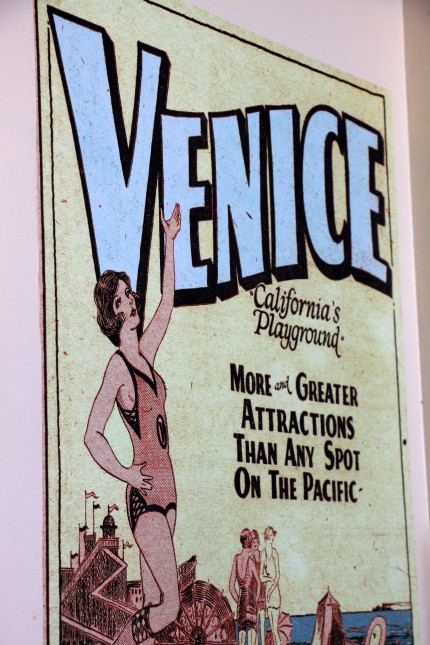 VENICE
"California's
Playground"
MORE and GREATER
ATTRACTIONS
THAN ANY SPOT
ON THE PACIFIC-